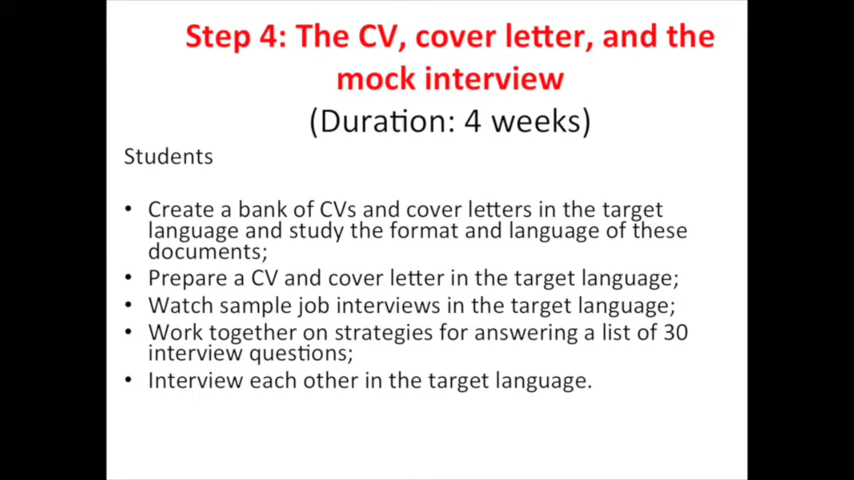 Step 4: The CV, cover letter, and the
mock interview
(Duration: 4 weeks)
Students
• Create a bank of CVs and cover letters in the target
language and study the format and language of these
documents;
• Prepare a CV and cover letter in the target language;
• Watch sample job interviews in the target language;
• Work together on strategies for answering a list of 30
interview questions;
• Interview each other in the target language.